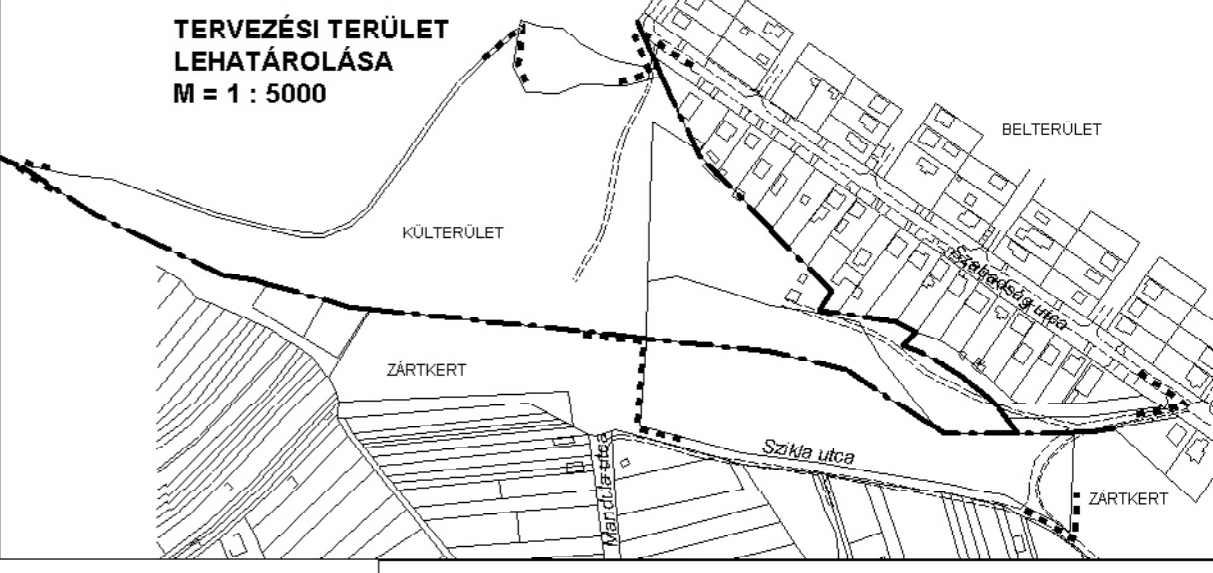 TERVEZÉSI TERÜLET
LEHATÁROLÁSA
M = 1 : 5000
BELTERÜLET
KÜLTERÜLET
Szabadság utca
ZÁRTKERT
Szikla utca
Mandula utca
ZÁRTKERT